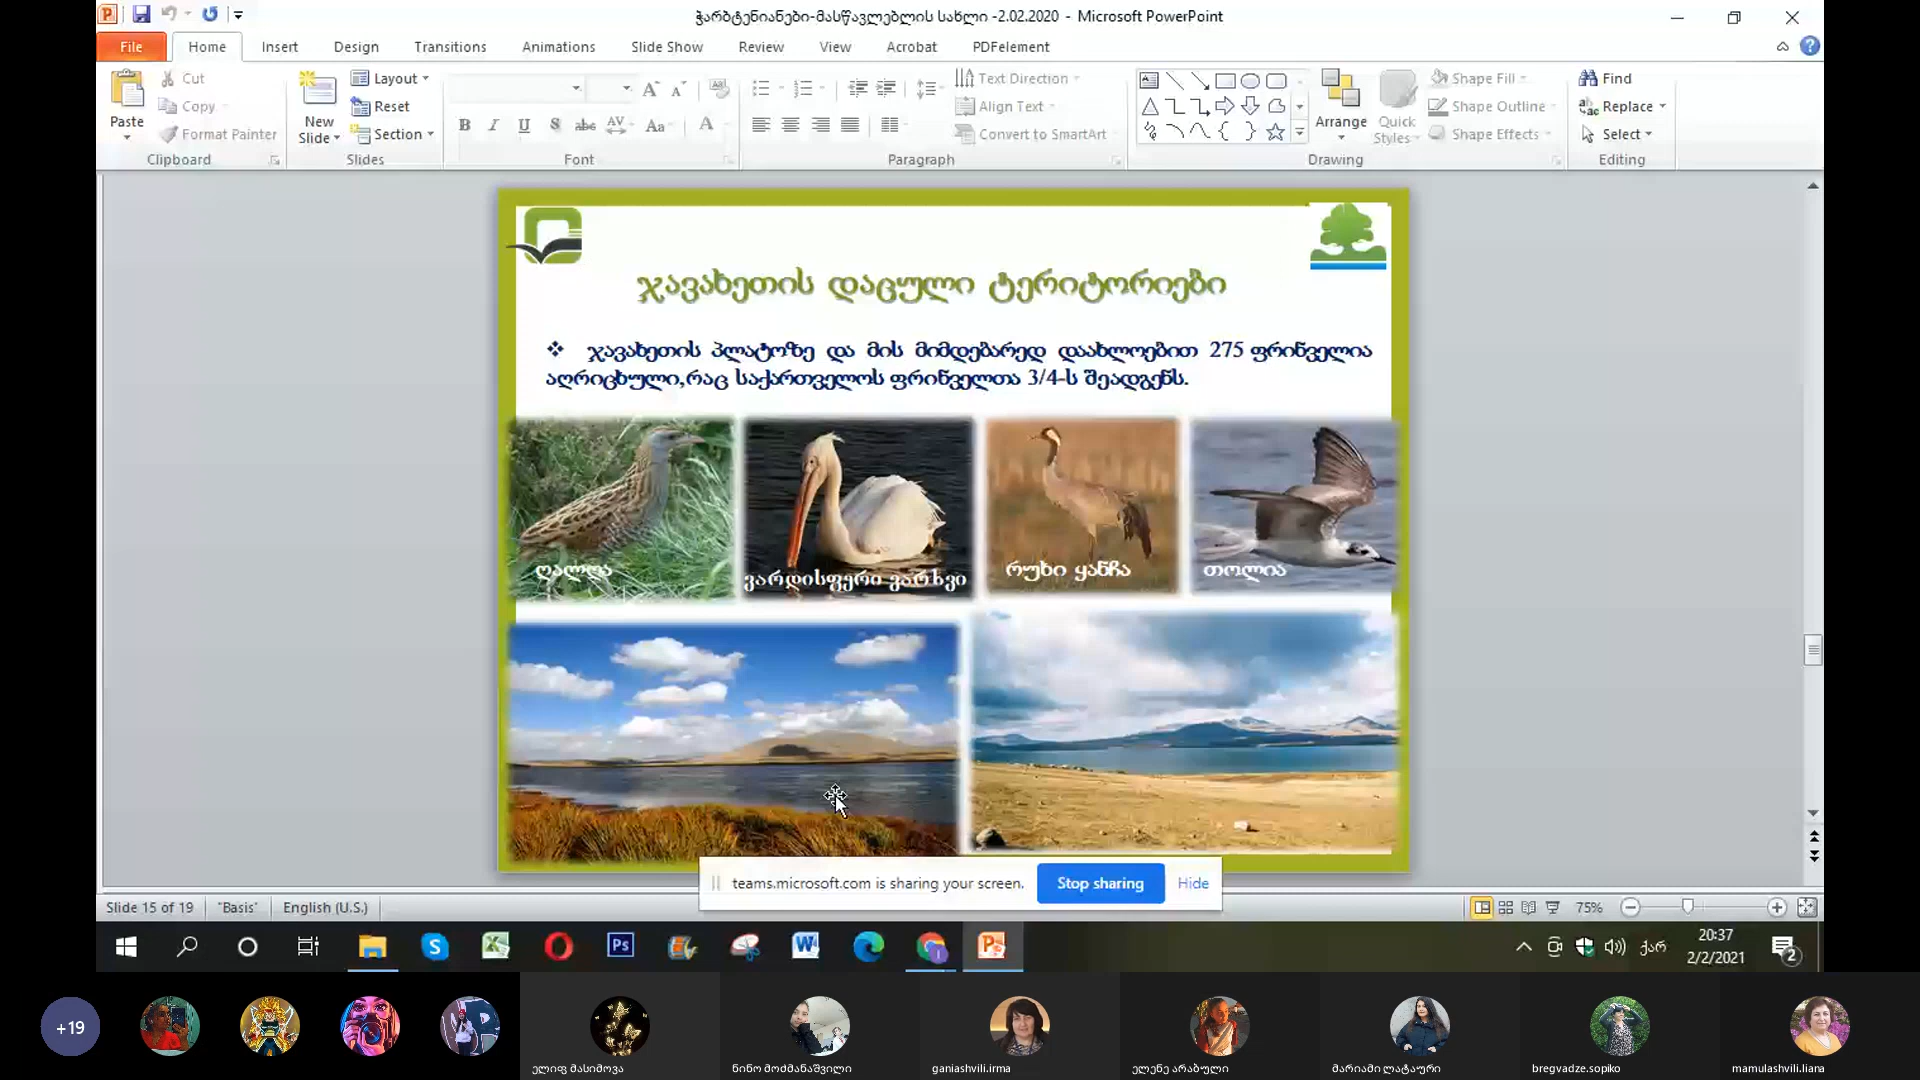 ჭარბტენიანები-მასწავლებლის სახლი -2.02.2020 - Microsoft PowerPoint
File Home Insert Design Transitions Animations Slide Show Review View Acrobat PDFelement
Paste
Cut
Copy
Format Painter
Clipboard
New Slide
Layout
Reset
Section
Slides
Font
Text Direction
Align Text
Convert to SmartArt
Paragraph
Arrange
Quick Styles
Shape Fill
Shape Outline
Shape Effects
Drawing
Find
Replace
Select
Editing
ჯავახეთის დაცული ტერიტორიები
❖ ჯავახეთის პლატოზე და მის მიმდებარედ დაახლოებით 275 ფრინველია
აღრიცხული,რაც საქართველოს ფრინველთა 3/4-ს შეადგენს.
ღალღა
ვარდისფერი ვარხვი
რუხი ყანჩა
თოლია
teams.microsoft.com is sharing your screen. Stop sharing Hide
Slide 15 of 19 "Basis" English (U.S.) 75%
ქარ
20:37
2/2/2021
2
+19
ელიფ მასიმოვა
ნინო მოძმანაშვილი
ganiashvili.irma
ელენე არაბული
მარიამი ლატაური
bregvadze.sopiko
mamulashvili.liana